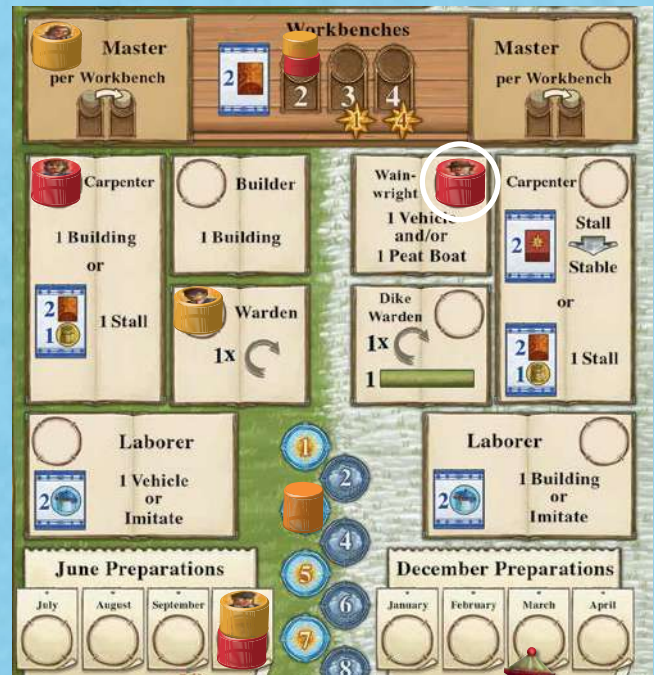 Workbenches
Master
per Workbench
2
2
3
4
1
4
Master
per Workbench
Carpenter
1 Building
or
2
1
1 Stall
Builder
1 Building
Warden
1x
Wain-
wright
1 Vehicle
and/or
1 Peat Boat
Dike
Warden
1x
1
Carpenter
2
Stall
Stable
or
2
1
1 Stall
Laborer
2
1 Vehicle
or
Imitate
1
2
4
5
6
7
8
Laborer
2
1 Building
or
Imitate
June Preparations
July
August
September
December Preparations
January
February
March
April